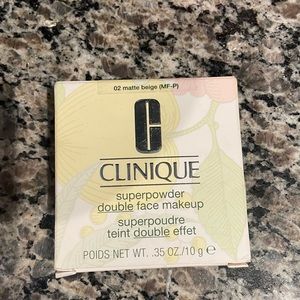 02 matte beige (MF-P)
CLINIQUE
superpowder
double face makeup
superpoudre
teint double effet
POIDS NET WT. .35 OZ./10 g ℮